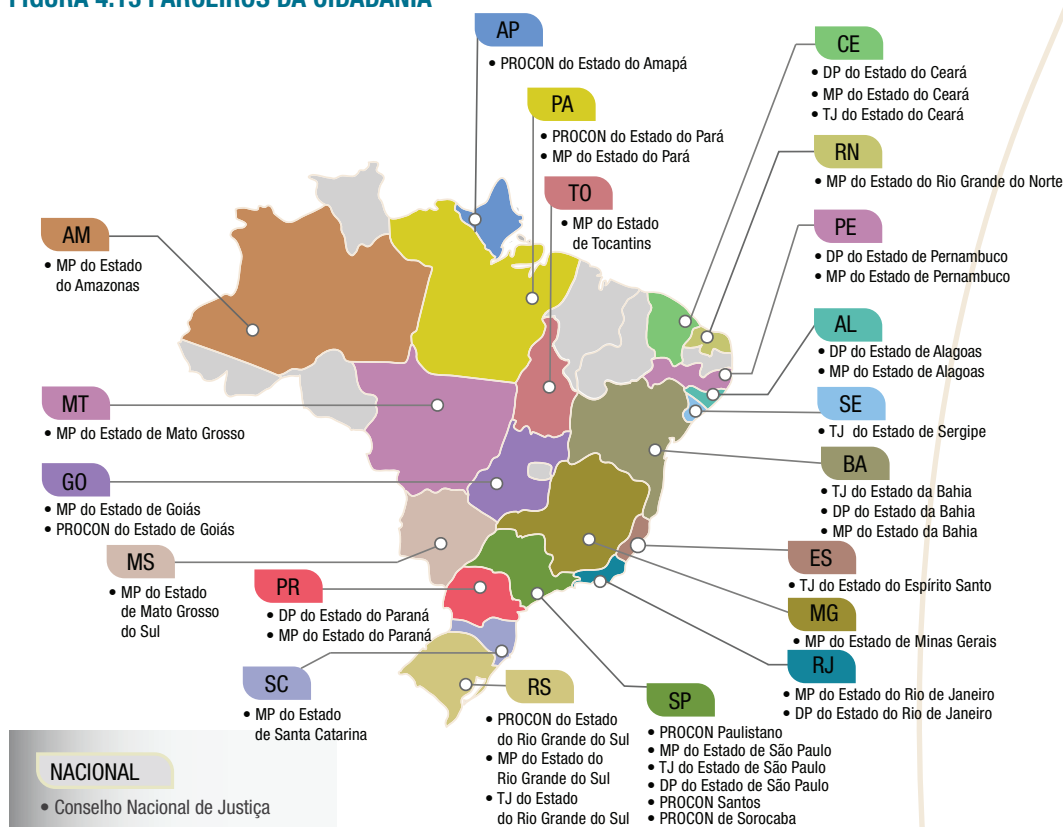 FIGURA 4.13 PARCEIROS DA CIDADANIA
AP
• PROCON do Estado do Amapá
PA
• PROCON do Estado do Pará
• MP do Estado do Pará
TO
• MP do Estado
de Tocantins
AM
• MP do Estado
do Amazonas
MT
• MP do Estado de Mato Grosso
GO
• MP do Estado de Goiás
• PROCON do Estado de Goiás
MS
• MP do Estado
de Mato Grosso
do Sul
PR
• DP do Estado do Paraná
• MP do Estado do Paraná
SC
• MP do Estado
de Santa Catarina
RS
• PROCON do Estado
do Rio Grande do Sul
• MP do Estado do
Rio Grande do Sul
• TJ do Estado
do Rio Grande do Sul
SP
• PROCON Paulistano
• MP do Estado de São Paulo
• TJ do Estado de São Paulo
• DP do Estado de São Paulo
• PROCON Santos
• PROCON de Sorocaba
CE
• DP do Estado do Ceará
• MP do Estado do Ceará
• TJ do Estado do Ceará
RN
• MP do Estado do Rio Grande do Norte
PE
• DP do Estado de Pernambuco
• MP do Estado de Pernambuco
AL
• DP do Estado de Alagoas
• MP do Estado de Alagoas
SE
• TJ do Estado de Sergipe
BA
• TJ do Estado da Bahia
• DP do Estado da Bahia
• MP do Estado da Bahia
ES
• TJ do Estado do Espírito Santo
MG
• MP do Estado de Minas Gerais
RJ
• MP do Estado do Rio de Janeiro
• DP do Estado do Rio de Janeiro
NACIONAL
• Conselho Nacional de Justiça